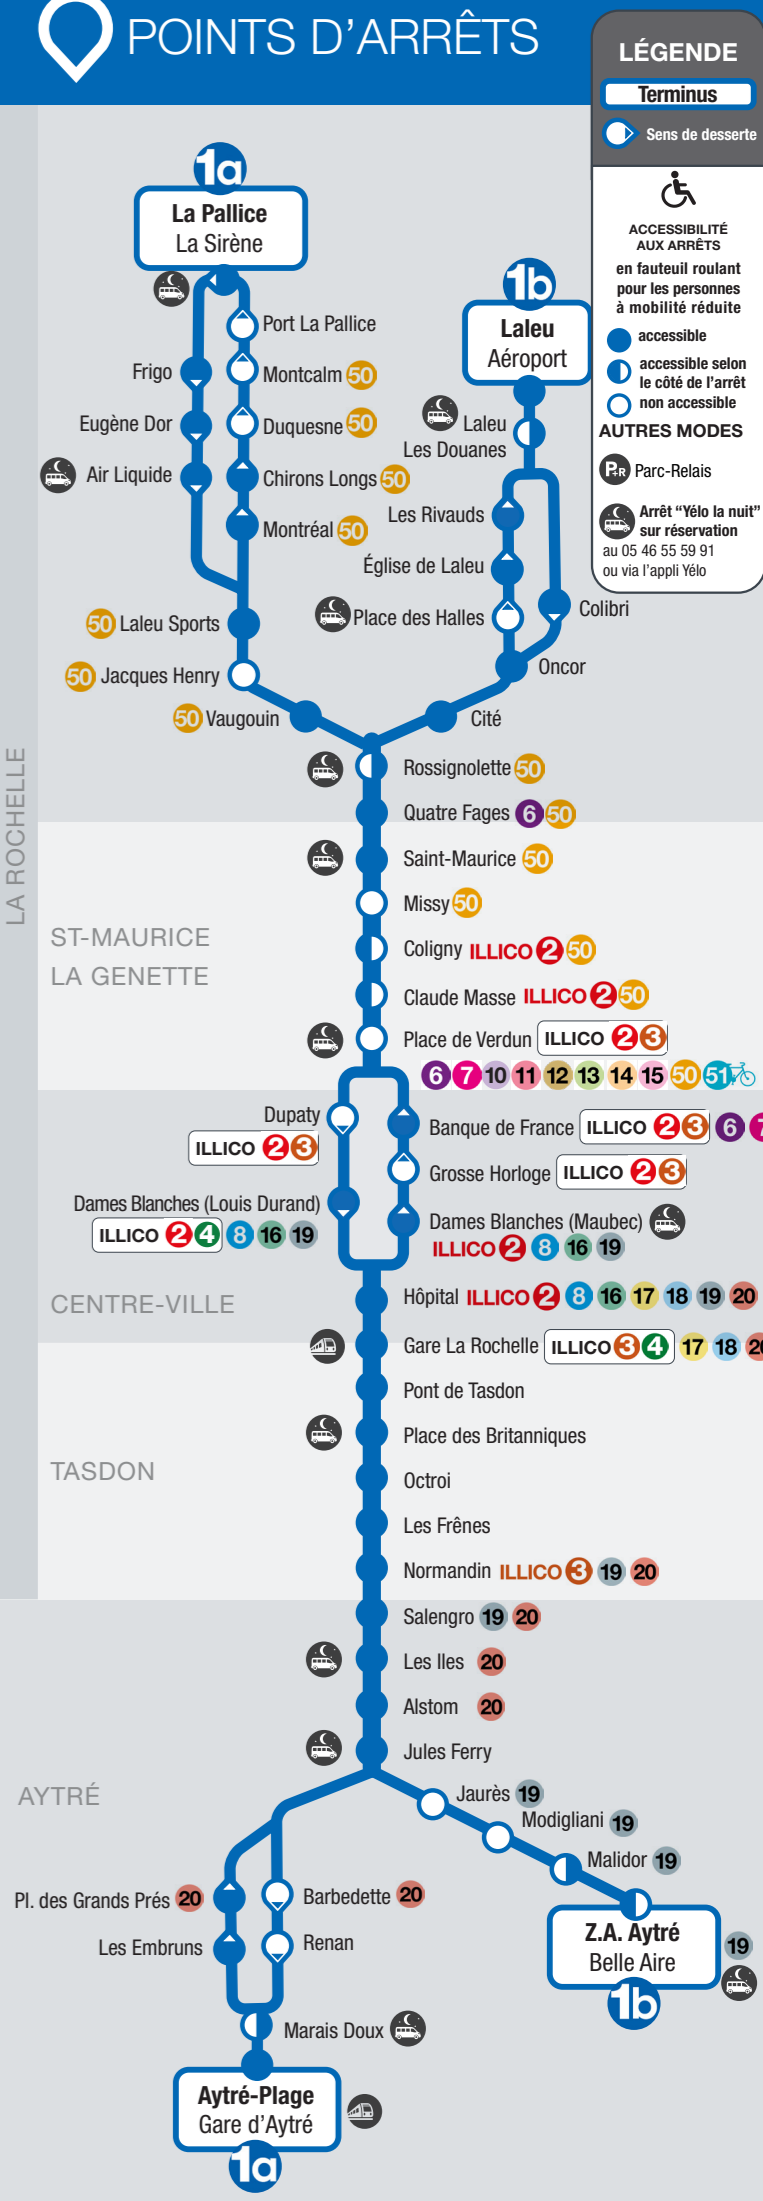 POINTS D'ARRÊTS
LÉGENDE
Terminus
Sens de desserte
ACCESSIBILITÉ
AUX ARRÊTS
en fauteuil roulant
pour les personnes
à mobilité réduite
accessible
accessible selon
le côté de l'arrêt
non accessible
AUTRES MODES
P+R Parc-Relais
Arrêt "Yélo la nuit"
sur réservation
au 05 46 55 59 91
ou via l'appli Yélo
LA ROCHELLE
1a
La Pallice
La Sirène
1b
Laleu
Aéroport
Port La Pallice
Frigo
Montcalm 50
Eugène Dor
Duquesne 50
Air Liquide
Chirons Longs 50
Montréal 50
50 Laleu Sports
50 Jacques Henry
50 Vaugouin
Laleu
Les Douanes
Les Rivauds
Église de Laleu
Place des Halles
Colibri
Oncor
Cité
Rossignolette 50
Quatre Fages 6 50
ST-MAURICE
LA GENETTE
Saint-Maurice 50
Missy 50
Coligny ILLICO 2 50
Claude Masse ILLICO 2 50
Place de Verdun ILLICO 2 3
6 7 10 11 12 13 14 15 50 51
CENTRE-VILLE
Dupaty
ILLICO 2 3
Dames Blanches (Louis Durand)
ILLICO 2 4 8 16 19
Banque de France ILLICO 2 3 6 7
Grosse Horloge ILLICO 2 3
Dames Blanches (Maubec)
ILLICO 2 8 16 19
Hôpital ILLICO 2 8 16 17 18 19 20
Gare La Rochelle ILLICO 3 4 17 18 20
TASDON
Pont de Tasdon
Place des Britanniques
Octroi
Les Frênes
Normandin ILLICO 3 19 20
AYTRÉ
Salengro 19 20
Les Iles 20
Alstom 20
Jules Ferry
Jaurès 19
Modigliani 19
Malidor 19
Z.A. Aytré
Belle Aire
19
1b
Pl. des Grands Prés 20
Barbedette 20
Les Embruns
Renan
Marais Doux
Aytré-Plage
Gare d'Aytré
1a